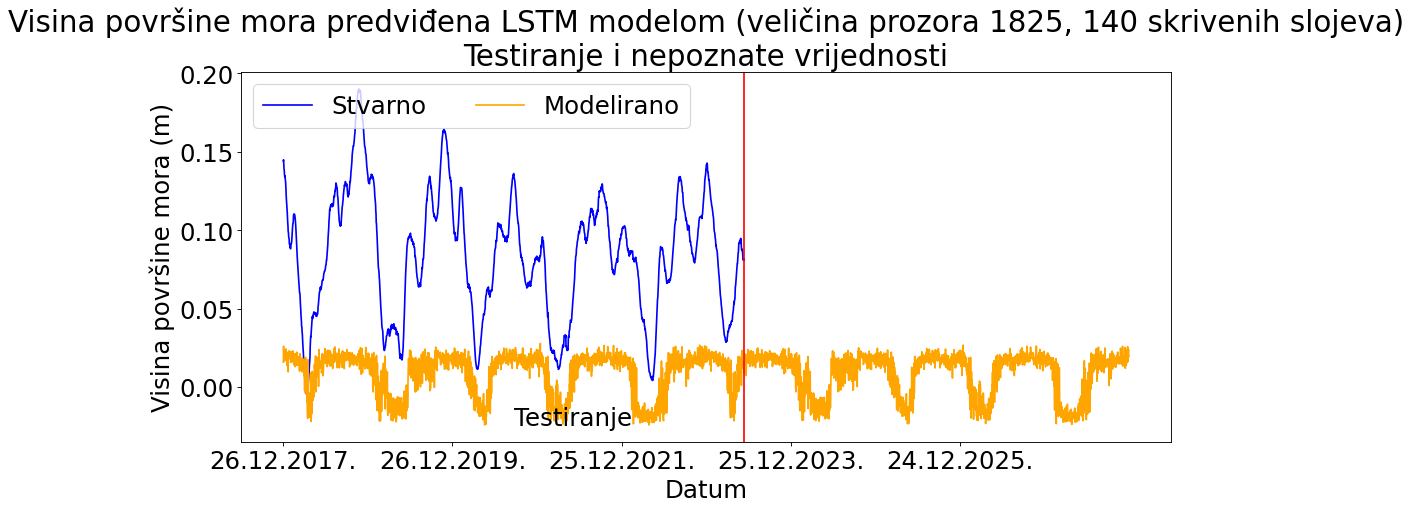 Visina površine mora predviđena LSTM modelom (veličina prozora 1825, 140 skrivenih slojeva)
Testiranje i nepoznate vrijednosti
Stvarno Modelirano
Visina površine mora (m)
0.20
0.15
0.10
0.05
0.00
Testiranje
26.12.2017. 26.12.2019. 25.12.2021. 25.12.2023. 24.12.2025.
Datum